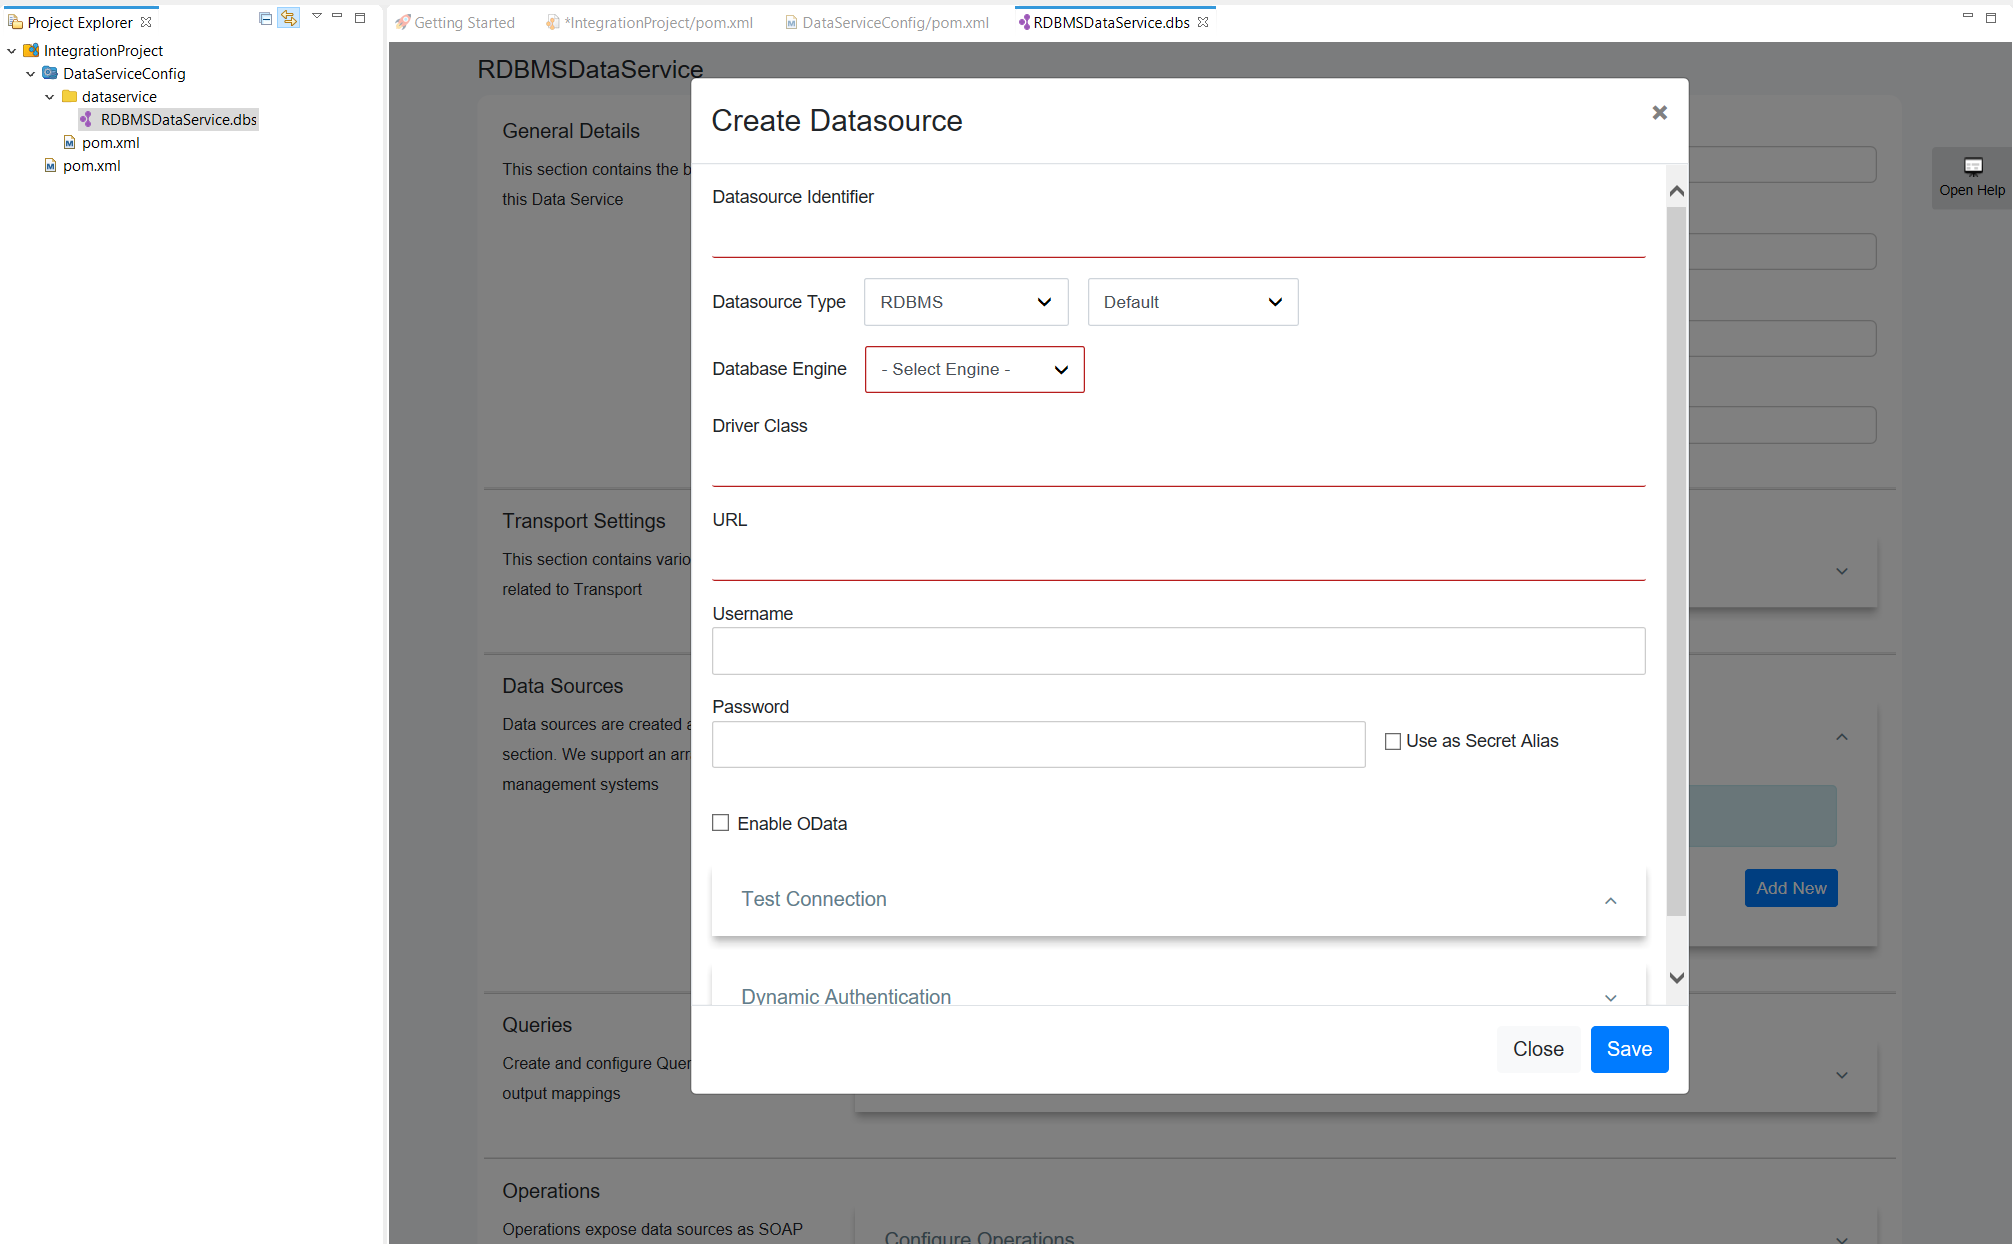 Project Explorer
IntegrationProject
DataServiceConfig
dataservice
RDBMSDataService.dbs
pom.xml
pom.xml
Getting Started
*IntegrationProject/pom.xml
DataServiceConfig/pom.xml
RDBMSDataService.dbs
RDBMSDataService
General Details
This section contains the b
this Data Service
Transport Settings
This section contains vario
related to Transport
Data Sources
Data sources are created a
section. We support an arr
management systems
Queries
Create and configure Quer
output mappings
Operations
Operations expose data sources as SOAP
Create Datasource
Datasource Identifier
Datasource Type RDBMS Default
Database Engine - Select Engine -
Driver Class
URL
Username
Password
Use as Secret Alias
Enable OData
Test Connection
Dynamic Authentication
Close Save
Open Help
Add New
Configure Operations